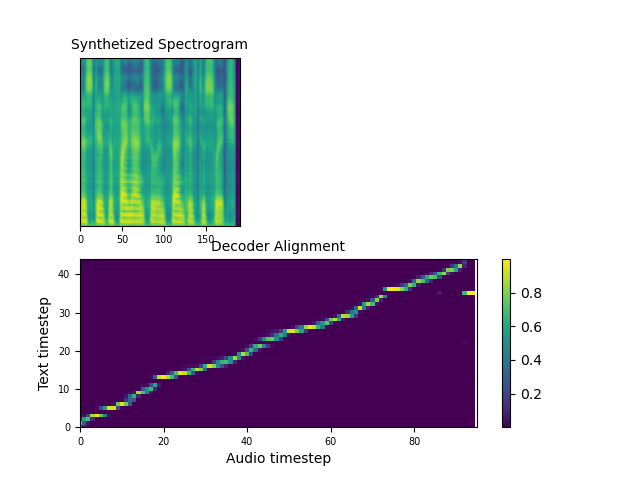 Synthetized Spectrogram
0 50 100 150
Decoder Alignment
40
30
20
10
0
Text timestep
0 20 40 60 80
Audio timestep
0.8
0.6
0.4
0.2